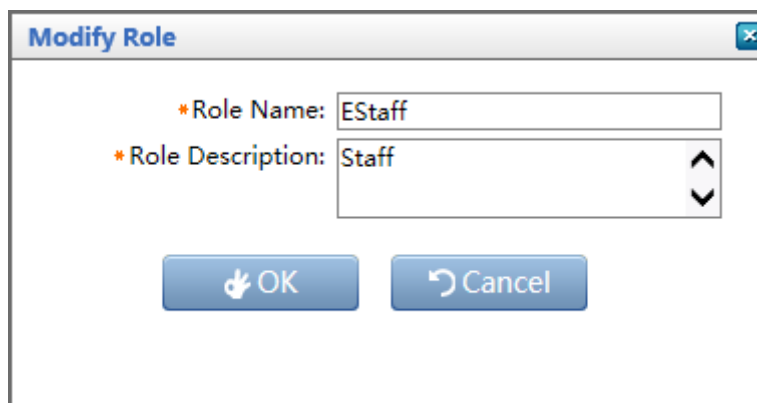 Modify Role
*Role Name: EStaff
*Role Description: Staff
OK Cancel